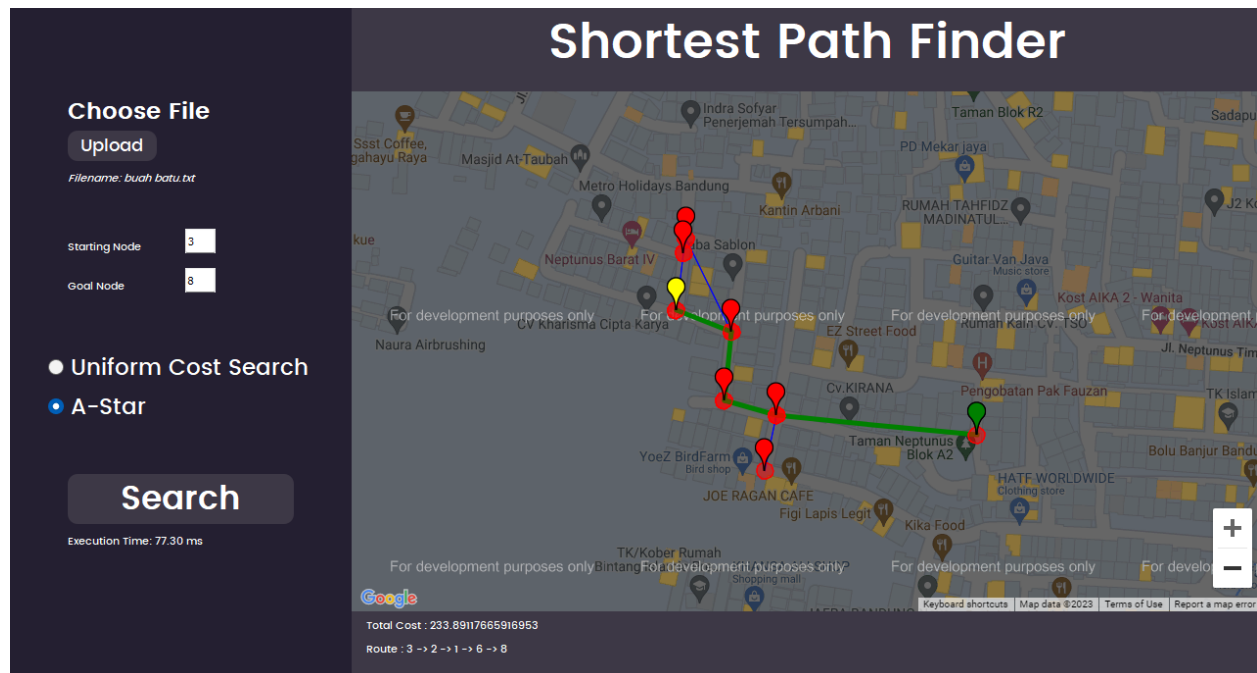 Shortest Path Finder
Choose File
Upload
Filename: buah batu.txt
Starting Node
3
Goal Node
8
Uniform Cost Search
A-Star
Search
Execution Time: 77.30 ms
Indra Sofyar
Penerjemah Tersumpah...
Taman Blok R2
Ssst Coffee,
gahayu Raya
Masjid At-Taubah
PD Mekar jaya
Metro Holidays Bandung
Kantin Arbani
RUMAH TAHFIDZ
MADINATUL...
Sablon
Neptunus Barat IV
Guitar Van Java
Music store
Kost AIKA 2 - Wanita
For development purposes only
For development purposes only
For development purposes only
CV Kharisma Cipta Karya
EZ Street Food
Rumah Kain CV. TSO
Naura Airbrushing
Jl. Neptunus Tim
Cv.KIRANA
Pengobatan Pak Fauzan
TK Islam
Taman Neptunus
Blok A2
YoeZ BirdFarm
Bird shop
Bolu Banjur Band
HATF WORLDWIDE
Clothing store
JOE RAGAN CAFE
Figi Lapis Legit
Kika Food
TK/Kober Rumah
For development purposes only
For development purposes only
For development purposes only
Shopping mall
Google
Keyboard shortcuts
Map data ©2023
Terms of Use
Report a map error
Total Cost : 233.89117665916953
Route : 3 -> 2 -> 1 -> 6 -> 8